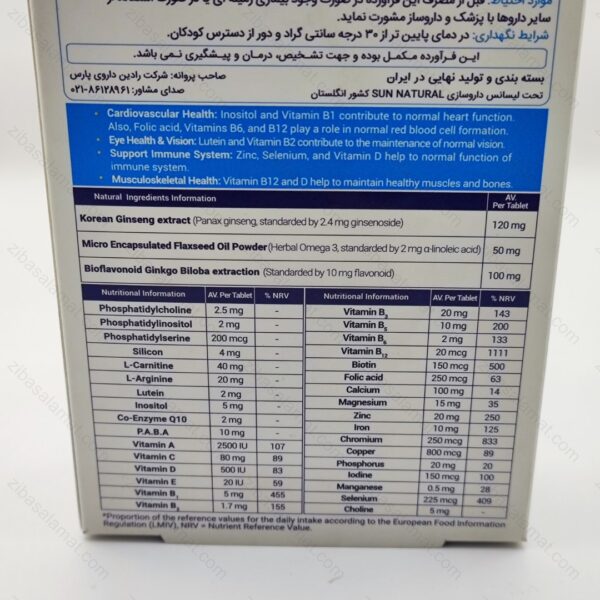 سایر داروها با پزشک و داروساز مشورت نماید.
شرایط نگهداری: در دمای پایین تر از ۳۰ درجه سانتی گراد و دور از دسترس کودکان.
این فرآورده مکمل بوده و جهت تشخیص، درمان و پیشگیری نمی باشد.
بسته بندی و تولید نهایی در ایران
صاحب پروانه: شرکت رادین داروی پارس
تحت لیسانس داروسازی SUN NATURAL کشور انگلستان
صدای مشاور: ۸۶۱۲۸۹۶۱-۰۲۱
• Cardiovascular Health: Inositol and Vitamin B1 contribute to normal heart function.
Also, Folic acid, Vitamins B6, and B12 play a role in normal red blood cell formation.
• Eye Health & Vision: Lutein and Vitamin B2 contribute to the maintenance of normal vision.
• Support Immune System: Zinc, Selenium, and Vitamin D help to normal function of
immune system.
• Musculoskeletal Health: Vitamin B12 and D help to maintain healthy muscles and bones.
Natural Ingredients Information AV. Per Tablet
Korean Ginseng extract (Panax ginseng, standarded by 2.4 mg ginsenoside) 120 mg
Micro Encapsulated Flaxseed Oil Powder (Herbal Omega 3, standarded by 2 mg α-linoleic acid) 50 mg
Bioflavonoid Ginkgo Biloba extraction (Standarded by 10 mg flavonoid) 100 mg
Nutritional Information AV. Per Tablet % NRV
Phosphatidylcholine 2.5 mg -
Phosphatidylinositol 2 mg -
Phosphatidylserine 200 mcg -
Silicon 4 mg -
L-Carnitine 40 mg -
L-Arginine 20 mg -
Lutein 2 mg -
Inositol 5 mg -
Co-Enzyme Q10 2 mg -
P.A.B.A 10 mg -
Vitamin A 2500 IU 107
Vitamin C 80 mg 89
Vitamin D 500 IU 83
Vitamin E 20 IU 59
Vitamin B₁ 5 mg 455
Vitamin B₂ 1.7 mg 155
Nutritional Information AV. Per Tablet % NRV
Vitamin B₃ 20 mg 143
Vitamin B₅ 10 mg 200
Vitamin B₆ 2 mg 133
Vitamin B₁₂ 20 mcg 1111
Biotin 150 mcg 500
Folic acid 250 mcg 63
Calcium 100 mg 14
Magnesium 15 mg 35
Zinc 20 mg 250
Iron 10 mg 125
Chromium 250 mcg 833
Copper 800 mcg 89
Phosphorus 20 mg 20
Iodine 150 mcg 100
Manganese 0.5 mg 28
Selenium 225 mcg 409
Choline 5 mg -
*Proportion of the reference values for the daily intake according to the European Food Information
Regulation (LMIV), NRV = Nutrient Reference Value.
zibasalamat.com